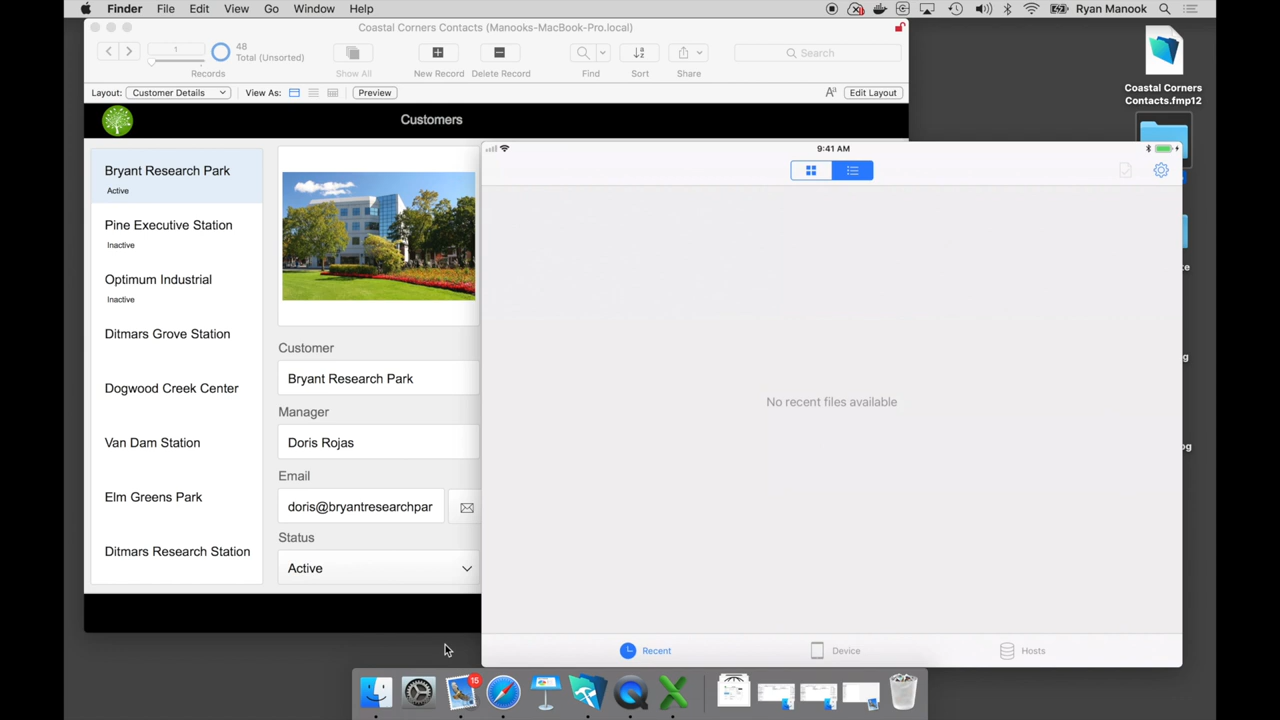 Finder File Edit View Go Window Help Ryan Manook
Coastal Corners Contacts (Manooks-MacBook-Pro.local)
1
48
Total (Unsorted)
Search
Records Show All New Record Delete Record Find Sort Share
Layout: Customer Details View As: Preview Aª Edit Layout
Customers
Coastal Corners
Contacts.fmp12
Bryant Research Park
Active
Pine Executive Station
Inactive
Optimum Industrial
Inactive
Ditmars Grove Station
Dogwood Creek Center
Van Dam Station
Elm Greens Park
Ditmars Research Station
Customer
Bryant Research Park
Manager
Doris Rojas
Email
doris@bryantresearchpar
Status
Active
9:41 AM
No recent files available
Recent Device Hosts
15